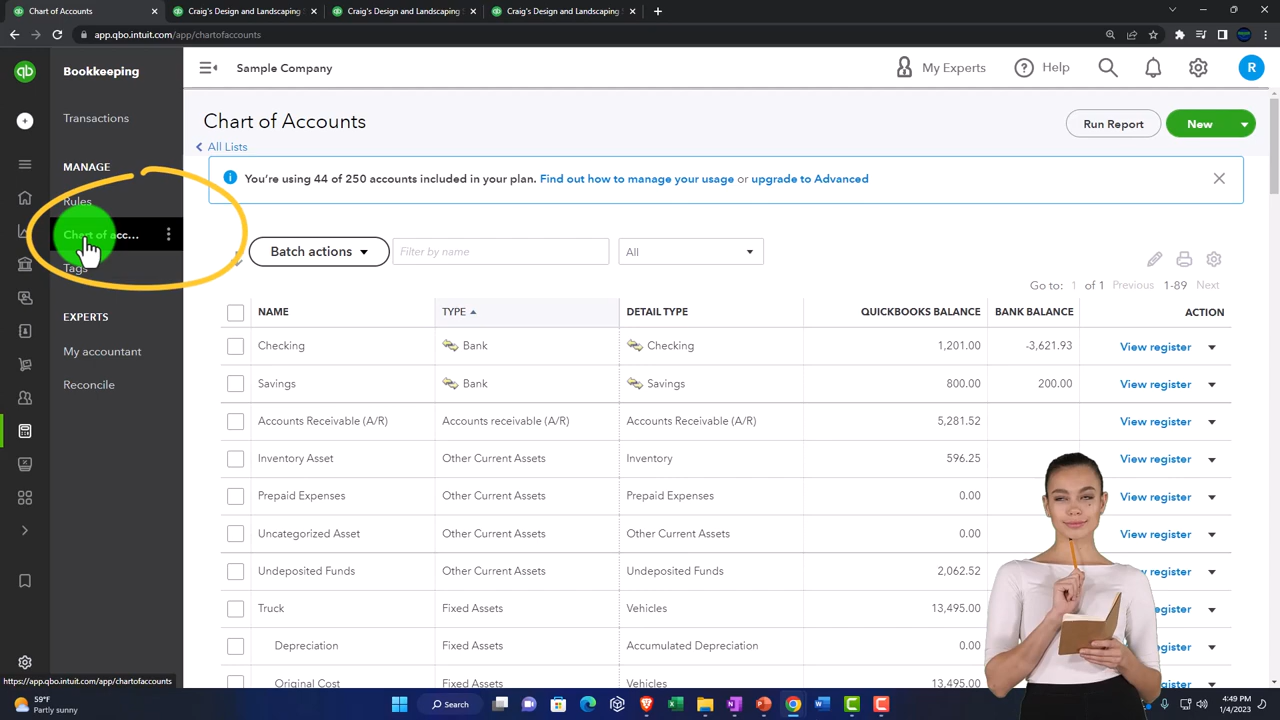 Chart of Accounts
Craig's Design and Landscaping S
Craig's Design and Landscaping S
Craig's Design and Landscaping S
app.qbo.intuit.com/app/chartofaccounts
qb
Bookkeeping
Sample Company
My Experts
Help
R
Transactions
MANAGE
Rules
Chart of acc...
Tags
EXPERTS
My accountant
Reconcile
Chart of Accounts
Run Report
New
All Lists
You're using 44 of 250 accounts included in your plan. Find out how to manage your usage or upgrade to Advanced
Batch actions
Filter by name
All
Go to: 1 of 1 Previous 1-89 Next
NAME TYPE DETAIL TYPE QUICKBOOKS BALANCE BANK BALANCE ACTION
Checking Bank Checking 1,201.00 -3,621.93 View register
Savings Bank Savings 800.00 200.00 View register
Accounts Receivable (A/R) Accounts receivable (A/R) Accounts Receivable (A/R) 5,281.52 View register
Inventory Asset Other Current Assets Inventory 596.25 View register
Prepaid Expenses Other Current Assets Prepaid Expenses 0.00 View register
Uncategorized Asset Other Current Assets Other Current Assets 0.00 View register
Undeposited Funds Other Current Assets Undeposited Funds 2,062.52 View register
Truck Fixed Assets Vehicles 13,495.00 register
Depreciation Fixed Assets Accumulated Depreciation 0.00 register
Original Cost Fixed Assets Vehicles 13,495.00 register
https://app.qbo.intuit.com/app/chartofaccounts
59°F
Partly sunny
Search
4:49 PM
1/4/2023